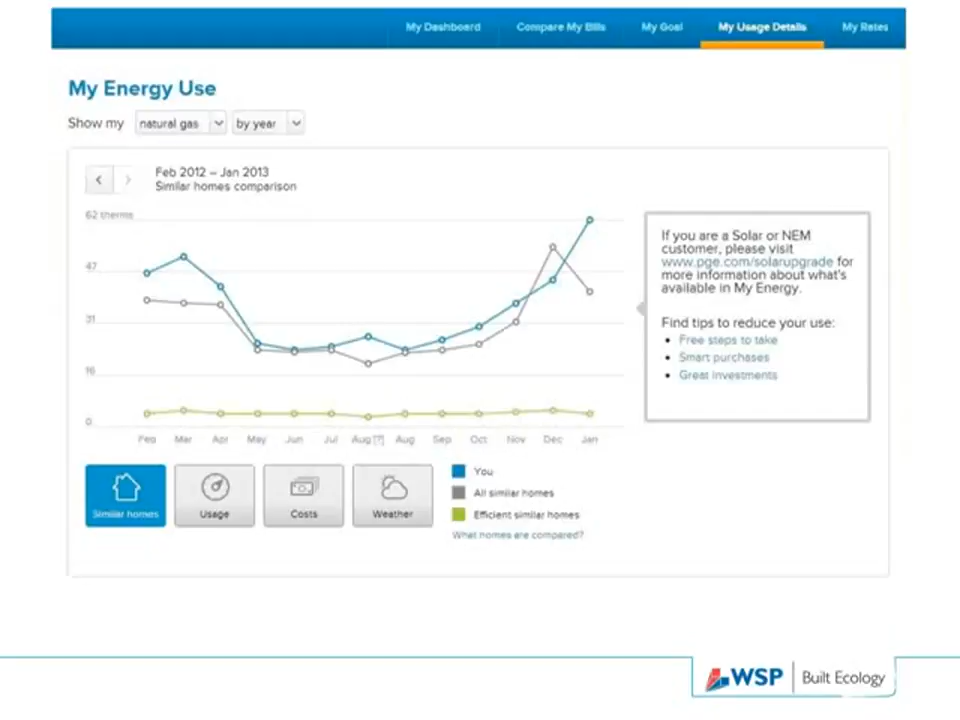 My Dashboard Compare My Bills My Goal My Usage Details My Rates
My Energy Use
Show my natural gas by year
Feb 2012 – Jan 2013
Similar homes comparison
62 therms
47
31
16
0
Feb Mar Apr May Jun Jul Aug [?] Aug Sep Oct Nov Dec Jan
If you are a Solar or NEM
customer, please visit
www.pge.com/solarupgrade for
more information about what's
available in My Energy.
Find tips to reduce your use:
• Free steps to take
• Smart purchases
• Great investments
Similar homes Usage Costs Weather
You
All similar homes
Efficient similar homes
What homes are compared?
WSP Built Ecology